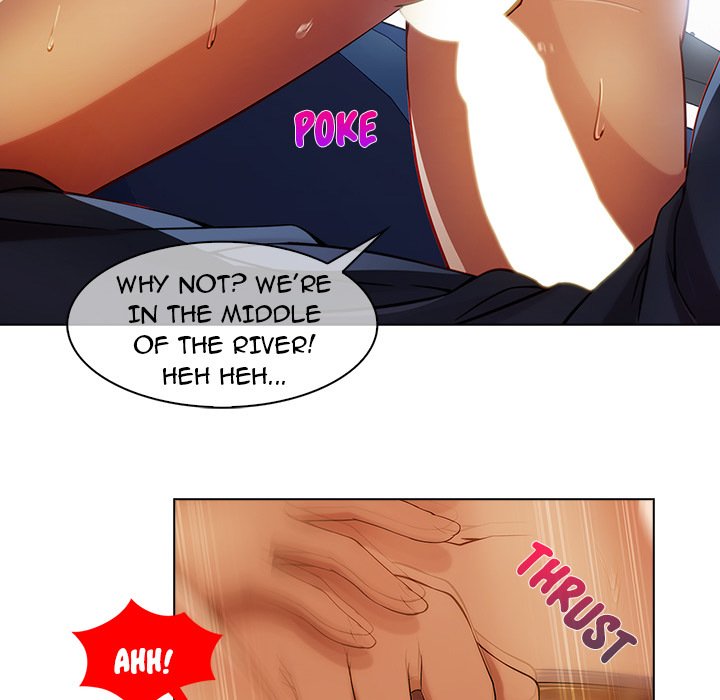 POKE
WHY NOT? WE'RE
IN THE MIDDLE
OF THE RIVER!
HEH HEH...
THRUST
AHH!